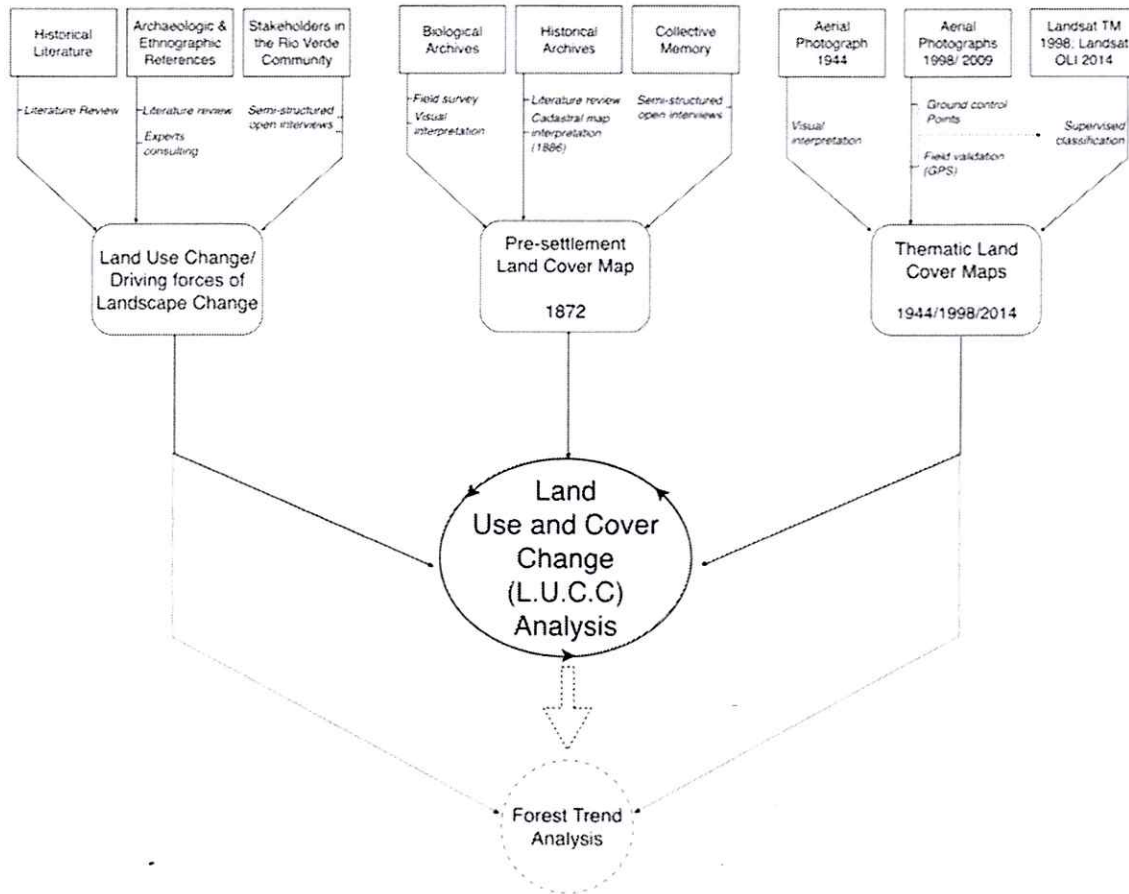 Historical
Literature
Archaeologic &
Ethnographic
References
Stakeholders in
the Rio Verde
Community
Biological
Archives
Historical
Archives
Collective
Memory
Aerial
Photograph
1944
Aerial
Photographs
1998/ 2009
Landsat TM
1998; Landsat
OLI 2014
Literature Review
Literature review
Experts
consulting
Semi-structured
open interviews
Field survey
Visual
interpretation
Literature review
Cadastral map
interpretation
(1886)
Semi-structured
open interviews
Visual
interpretation
Ground control
Points
Field validation
(GPS)
Supervised
classification
Land Use Change/
Driving forces of
Landscape Change
Pre-settlement
Land Cover Map
1872
Thematic Land
Cover Maps
1944/1998/2014
Land
Use and Cover
Change
(L.U.C.C)
Analysis
Forest Trend
Analysis